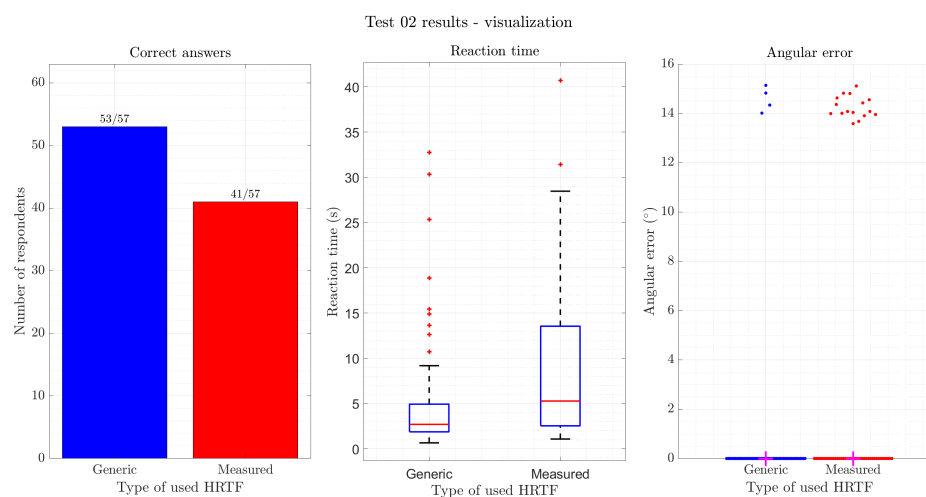 Test 02 results - visualization
Correct answers
60
50
40
30
20
10
0
53/57
41/57
Number of respondents
Generic
Measured
Type of used HRTF
Reaction time
40
35
30
25
20
15
10
5
0
Reaction time (s)
Generic
Measured
Type of used HRTF
Angular error
16
14
12
10
8
6
4
2
0
Angular error (°)
Generic
Measured
Type of used HRTF